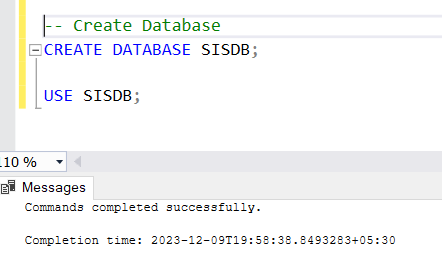 -- Create Database
CREATE DATABASE SISDB;
USE SISDB;
110 %
Messages
Commands completed successfully.
Completion time: 2023-12-09T19:58:38.8493283+05:30